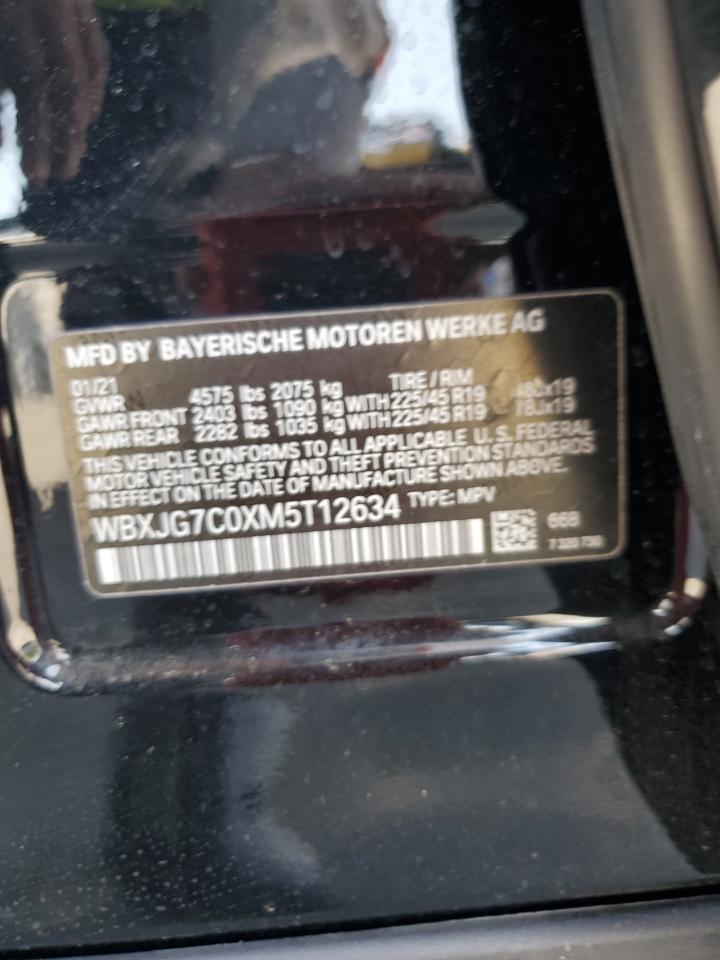 MFD BY BAYERISCHE MOTOREN WERKE AG
01/21 TIRE / RIM
GVWR 4575 lbs 2075 kg
GAWR FRONT 2403 lbs 1090 kg WITH 225/45 R19
GAWR REAR 2282 lbs 1035 kg WITH 225/45 R19
THIS VEHICLE CONFORMS TO ALL APPLICABLE U. S. FEDERAL
MOTOR VEHICLE SAFETY AND THEFT PREVENTION STANDARDS
IN EFFECT ON THE DATE OF MANUFACTURE SHOWN ABOVE.
WBXJG7C0XM5T12634 TYPE: MPV